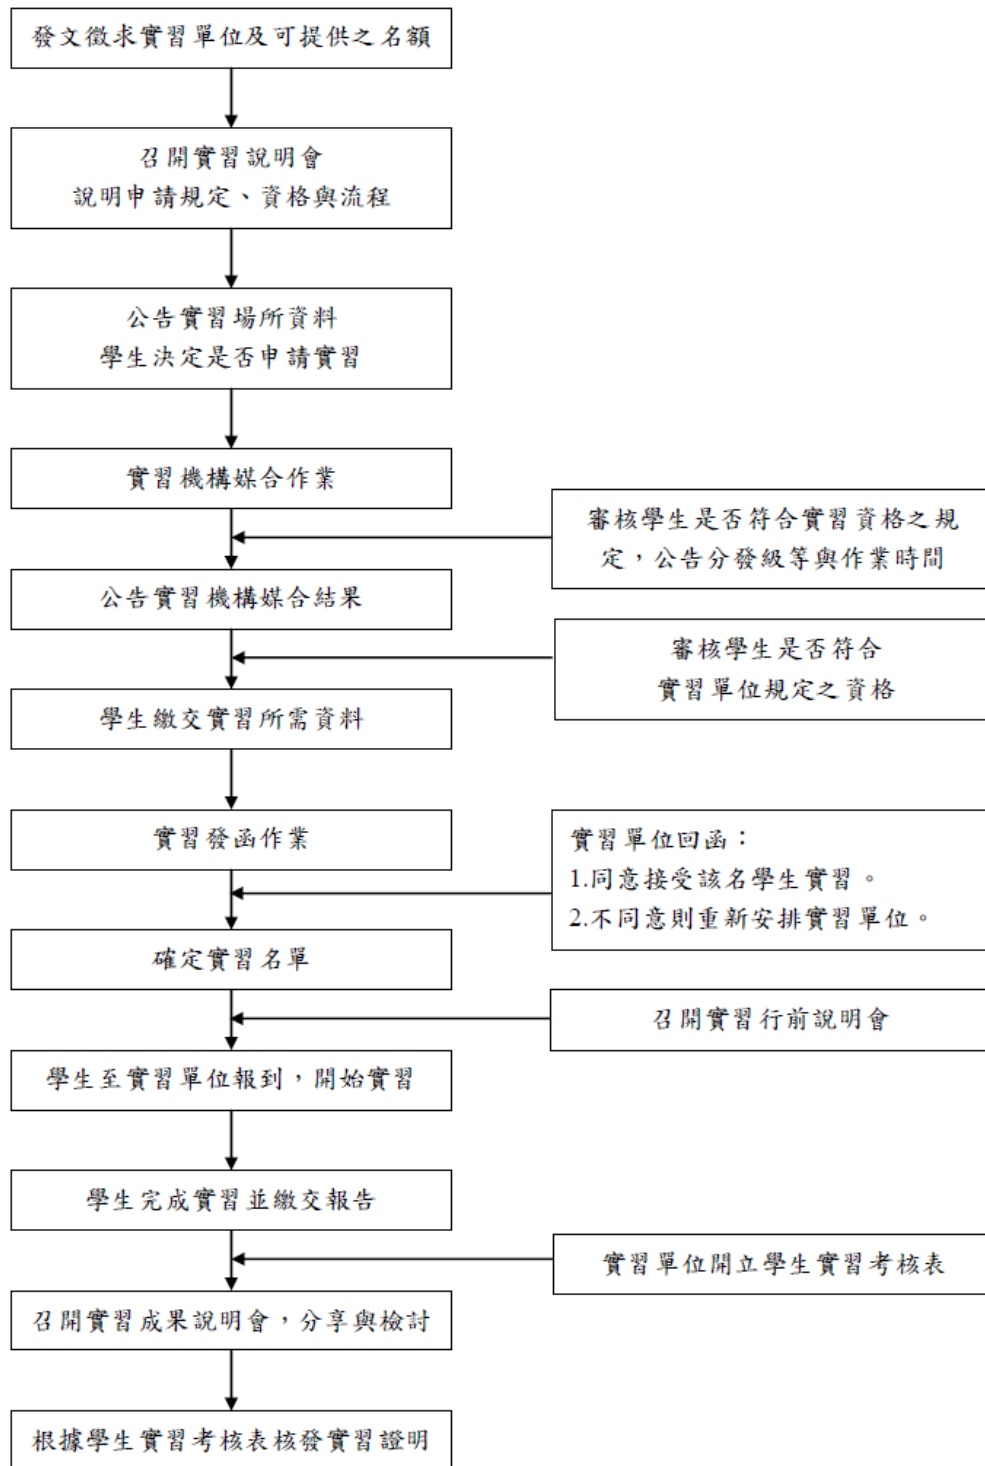 發文徵求實習單位及可提供之名額
召開實習說明會
說明申請規定、資格與流程
公告實習場所資料
學生決定是否申請實習
實習機構媒合作業
審核學生是否符合實習資格之規
定，公告分發級等與作業時間
公告實習機構媒合結果
審核學生是否符合
實習單位規定之資格
學生繳交實習所需資料
實習發函作業
實習單位回函：
1.同意接受該名學生實習。
2.不同意則重新安排實習單位。
確定實習名單
召開實習行前說明會
學生至實習單位報到，開始實習
學生完成實習並繳交報告
實習單位開立學生實習考核表
召開實習成果說明會，分享與檢討
根據學生實習考核表核發實習證明